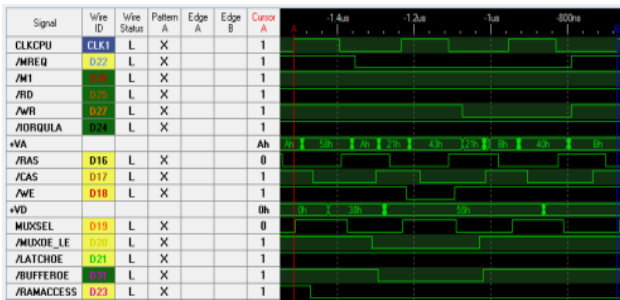 Signal Wire ID Wire Status Pattern A Edge A Edge B Cursor A -1.4us -1.2us -1us -800ns
A
CLKCPU CLK1 L X 1
/MREQ D22 L X 1
/M1 D26 L X 1
/RD D25 L X 1
/WR D27 L X 1
/IORQULA D24 L X 1
+VA Ah Ah 58h Ah 21h 43h 21h 8h 40h 8h
/RAS D16 L X 0
/CAS D17 L X 1
/WE D18 L X 1
+VD 0h 0h 38h 55h
MUXSEL D19 L X 0
/MUXOE_LE D20 L X 1
/LATCHOE D21 L X 1
/BUFFEROE D31 L X 1
/RAMACCESS D23 L X 1